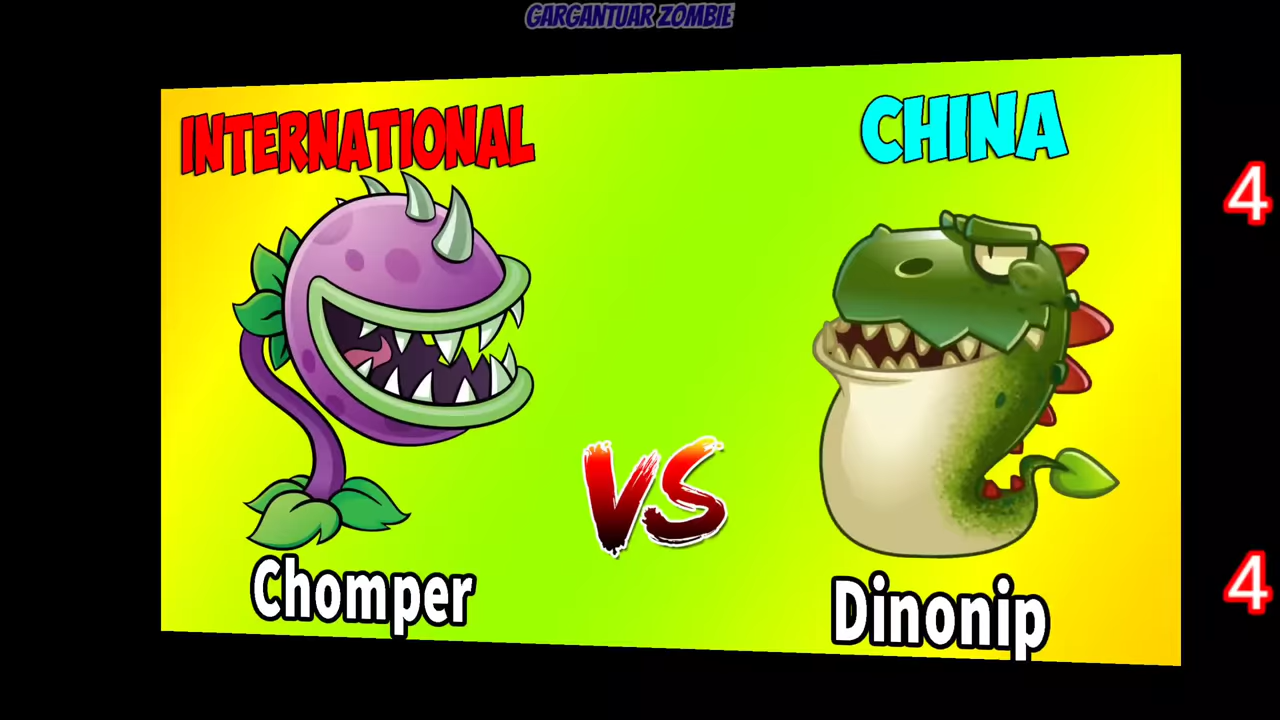 GARGANTUAR ZOMBIE
INTERNATIONAL
CHINA
4
VS
4
Chomper
Dinonip